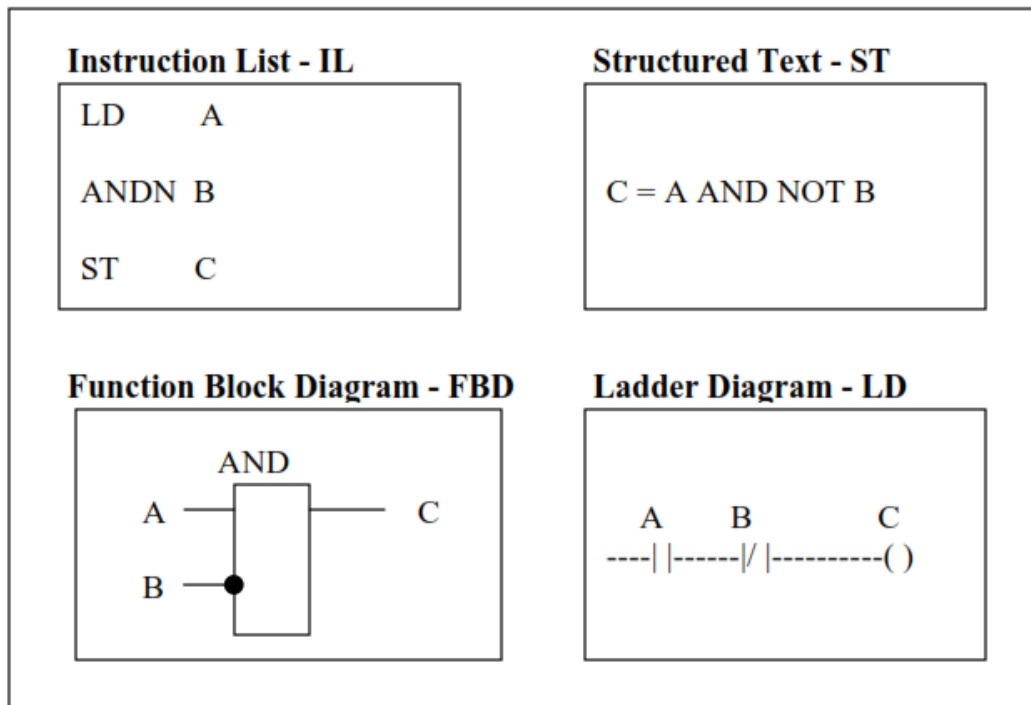 Instruction List - IL
LD A
ANDN B
ST C
Structured Text - ST
C = A AND NOT B
Function Block Diagram - FBD
AND
A C
B
Ladder Diagram - LD
A B C
----| |------|/ |----------( )